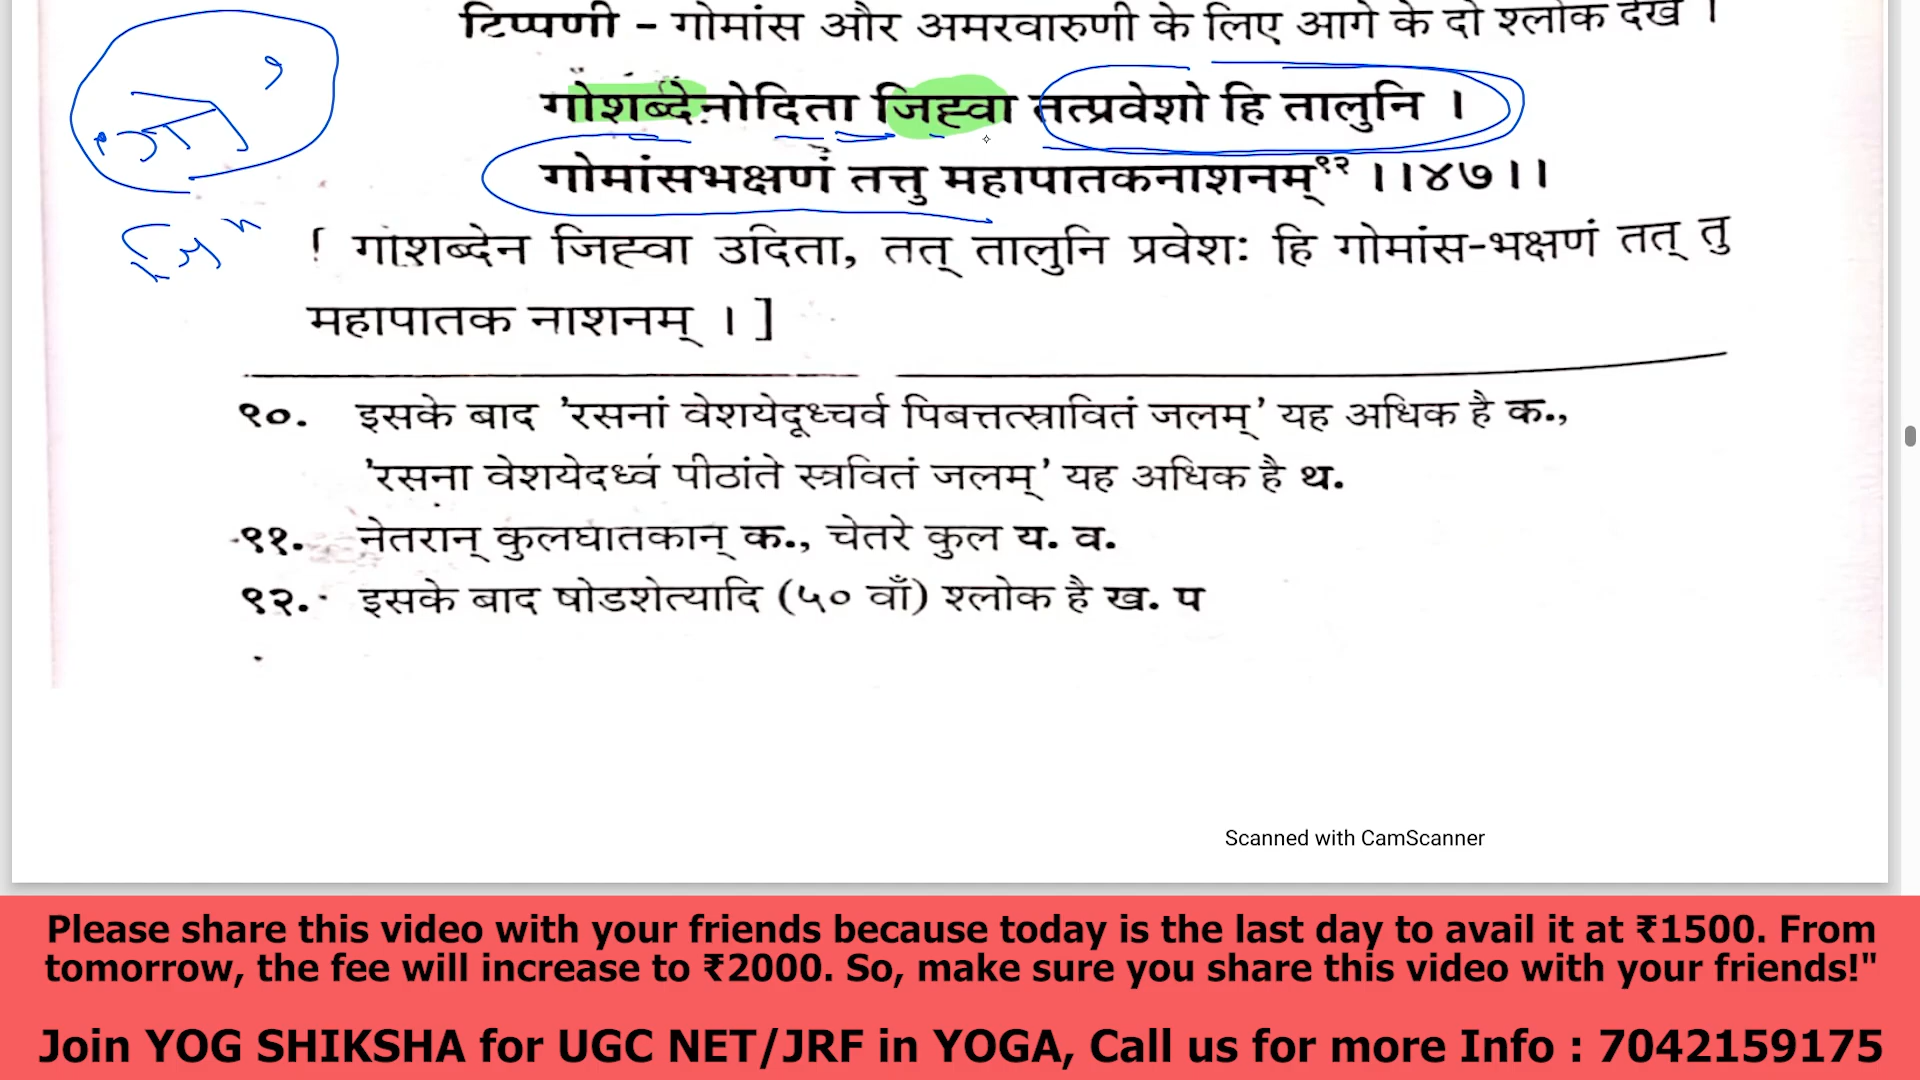 टिप्पणी – गोमांस और अमरवारुणी के लिए आगे के दो श्लोक देखें ।
गोशब्देनोदिता जिह्वा तत्प्रवेशो हि तालुनि ।
गोमांसभक्षणं तत्तु महापातकनाशनम्९२ ।।४७।।
[ गोशब्देन जिह्वा उदिता, तत् तालुनि प्रवेशः हि गोमांस-भक्षणं तत् तु
महापातक नाशनम् । ]
९०. इसके बाद 'रसनां वेशयेदूर्ध्चर्व पिबत्तत्स्रावितं जलम्' यह अधिक है क.,
'रसना वेशयेदर्ध्वं पीठांते स्त्रवितं जलम्' यह अधिक है थ.
९१. नेतरान् कुलघातकान् क., चेतरे कुल य. व.
९२. इसके बाद षोडशेत्यादि (५० वाँ) श्लोक है ख. प
Scanned with CamScanner
Please share this video with your friends because today is the last day to avail it at ₹1500. From
tomorrow, the fee will increase to ₹2000. So, make sure you share this video with your friends!"
Join YOG SHIKSHA for UGC NET/JRF in YOGA, Call us for more Info : 7042159175